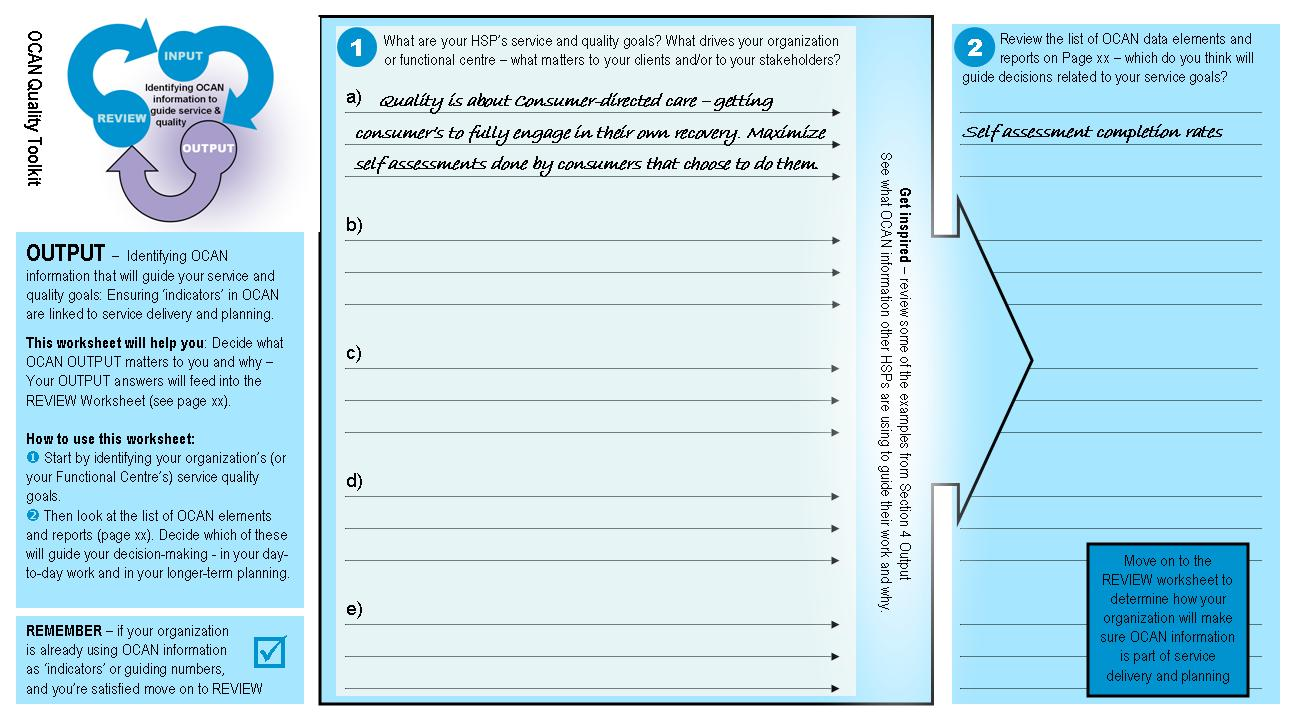 OCAN Quality Toolkit
INPUT
Identifying OCAN
information to
guide service &
quality
REVIEW
OUTPUT
OUTPUT – Identifying OCAN
information that will guide your service and
quality goals: Ensuring 'indicators' in OCAN
are linked to service delivery and planning.
This worksheet will help you: Decide what
OCAN OUTPUT matters to you and why –
Your OUTPUT answers will feed into the
REVIEW Worksheet (see page xx).
How to use this worksheet:
❶ Start by identifying your organization's (or
your Functional Centre's) service quality
goals.
❷ Then look at the list of OCAN elements
and reports (page xx). Decide which of these
will guide your decision-making - in your day-
to-day work and in your longer-term planning.
REMEMBER – if your organization
is already using OCAN information
as 'indicators' or guiding numbers,
and you're satisfied move on to REVIEW
1 What are your HSP's service and quality goals? What drives your organization
or functional centre – what matters to your clients and/or to your stakeholders?
a) Quality is about Consumer-directed care – getting
consumer's to fully engage in their own recovery. Maximize
self assessments done by consumers that choose to do them.
b)
c)
d)
e)
Get inspired – review some of the examples from Section 4 Output
See what OCAN information other HSPs are using to guide their work and why.
2 Review the list of OCAN data elements and
reports on Page xx – which do you think will
guide decisions related to your service goals?
Self assessment completion rates
Move on to the
REVIEW worksheet to
determine how your
organization will make
sure OCAN information
is part of service
delivery and planning